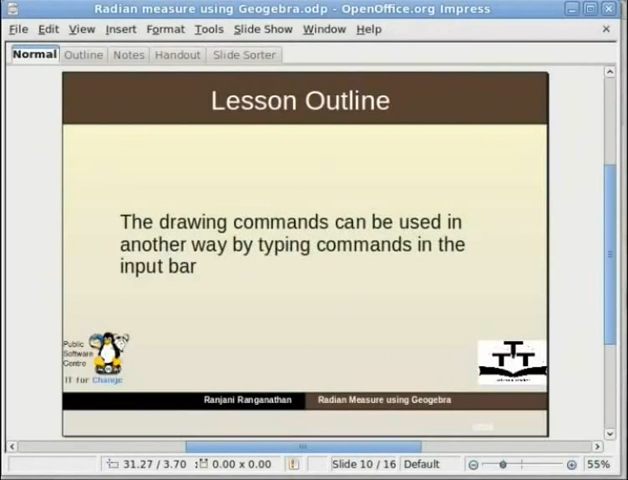 Radian measure using Geogebra.odp - OpenOffice.org Impress
File Edit View Insert Format Tools Slide Show Window Help
Normal Outline Notes Handout Slide Sorter
Lesson Outline
The drawing commands can be used in
another way by typing commands in the
input bar
Public
Software
Centre
IT for Change
TTT
Ranjani Ranganathan Radian Measure using Geogebra
31.27 / 3.70 0.00 x 0.00 Slide 10 / 16 Default 55%